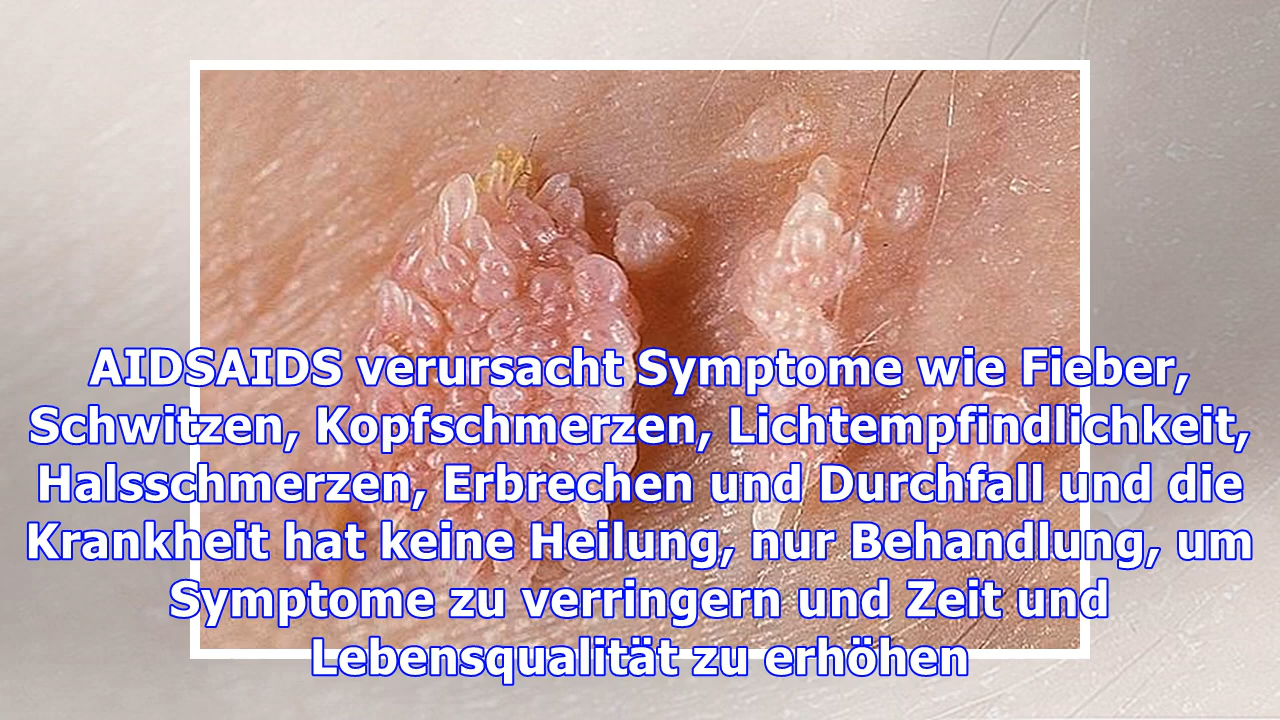 AIDSAIDS verursacht Symptome wie Fieber,
Schwitzen, Kopfschmerzen, Lichtempfindlichkeit,
Halsschmerzen, Erbrechen und Durchfall und die
Krankheit hat keine Heilung, nur Behandlung, um
Symptome zu verringern und Zeit und
Lebensqualität zu erhöhen